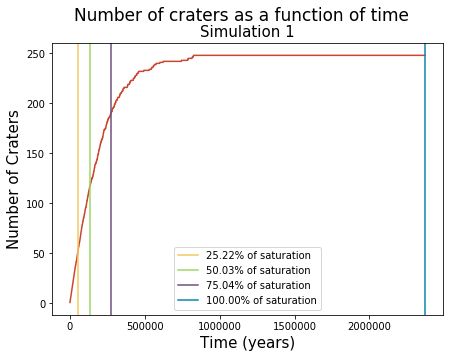 Number of craters as a function of time
Simulation 1
250
200
150
100
50
0
Number of Craters
0
500000
1000000
1500000
2000000
Time (years)
25.22% of saturation
50.03% of saturation
75.04% of saturation
100.00% of saturation